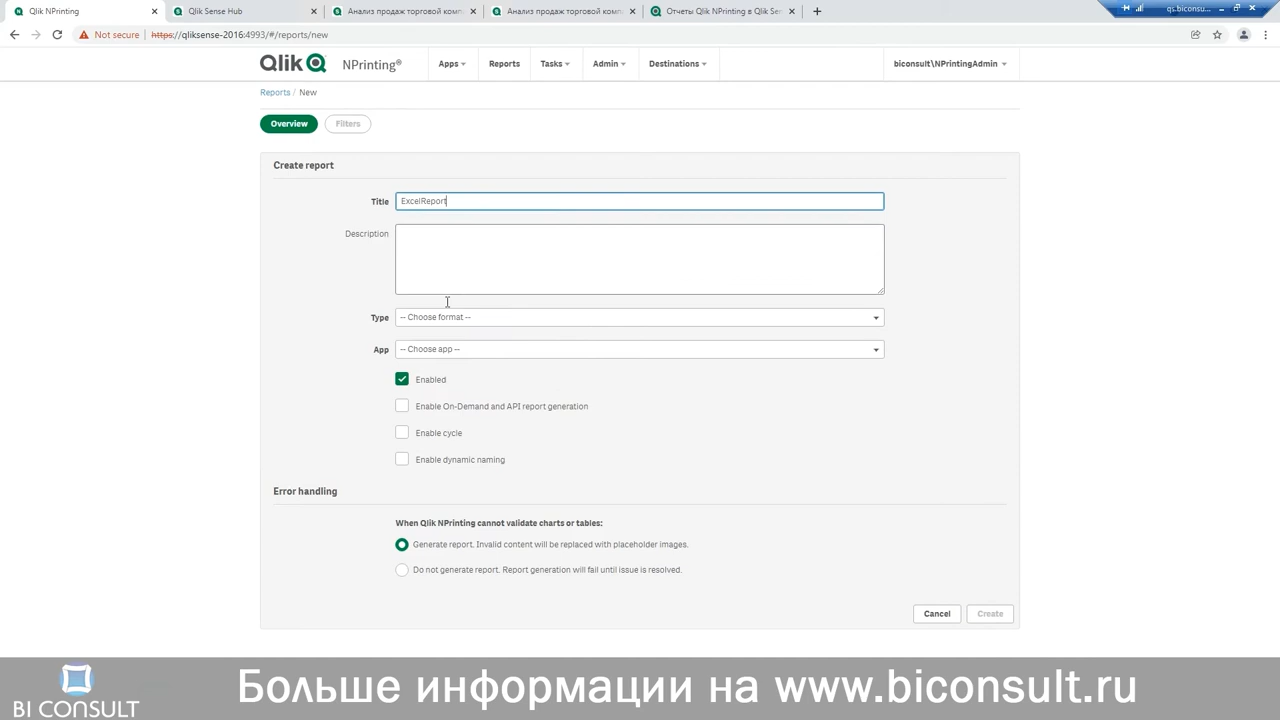 Qlik NPrinting
Qlik Sense Hub
Анализ продаж торговой комп
Анализ продаж торговой комп
Отчеты Qlik NPrinting в Qlik Sen
qs.biconsu...
Not secure
https://qliksense-2016:4993/#/reports/new
Qlik NPrinting®
Apps
Reports
Tasks
Admin
Destinations
biconsult\NPrintingAdmin
Reports / New
Overview
Filters
Create report
Title
ExcelReport
Description
Type
-- Choose format --
App
-- Choose app --
Enabled
Enable On-Demand and API report generation
Enable cycle
Enable dynamic naming
Error handling
When Qlik NPrinting cannot validate charts or tables:
Generate report. Invalid content will be replaced with placeholder images.
Do not generate report. Report generation will fail until issue is resolved.
Cancel
Create
BI CONSULT
Больше информации на www.biconsult.ru